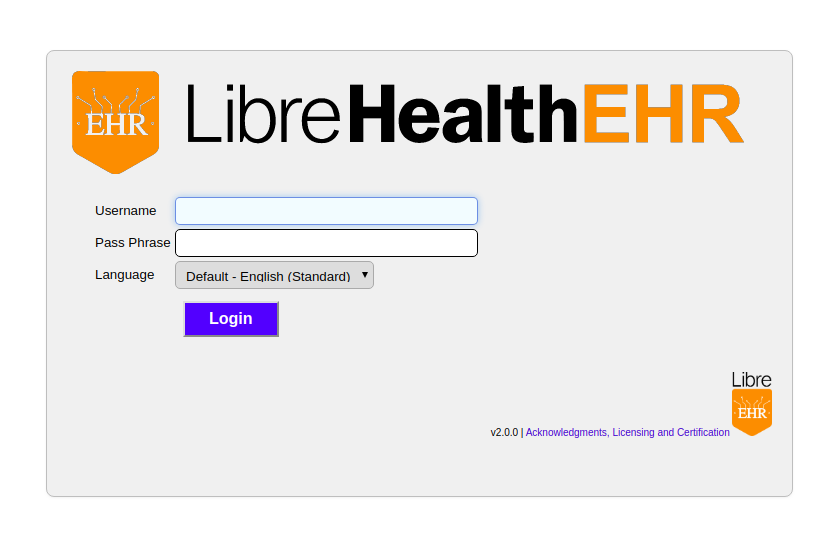 EHR
LibreHealthEHR
Username
Pass Phrase
Language
Default - English (Standard)
Login
Libre
EHR
v2.0.0 | Acknowledgments, Licensing and Certification